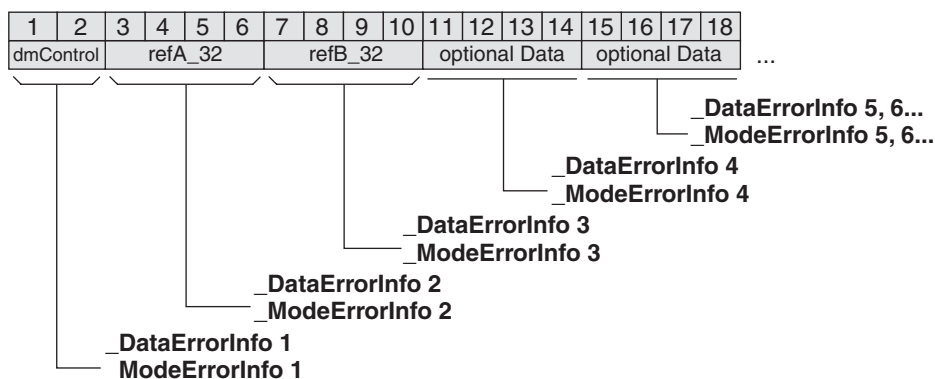 1 2 3 4 5 6 7 8 9 10 11 12 13 14 15 16 17 18
dmControl refA_32 refB_32 optional Data optional Data ...
_DataErrorInfo 5, 6...
_ModeErrorInfo 5, 6...
_DataErrorInfo 4
_ModeErrorInfo 4
_DataErrorInfo 3
_ModeErrorInfo 3
_DataErrorInfo 2
_ModeErrorInfo 2
_DataErrorInfo 1
_ModeErrorInfo 1